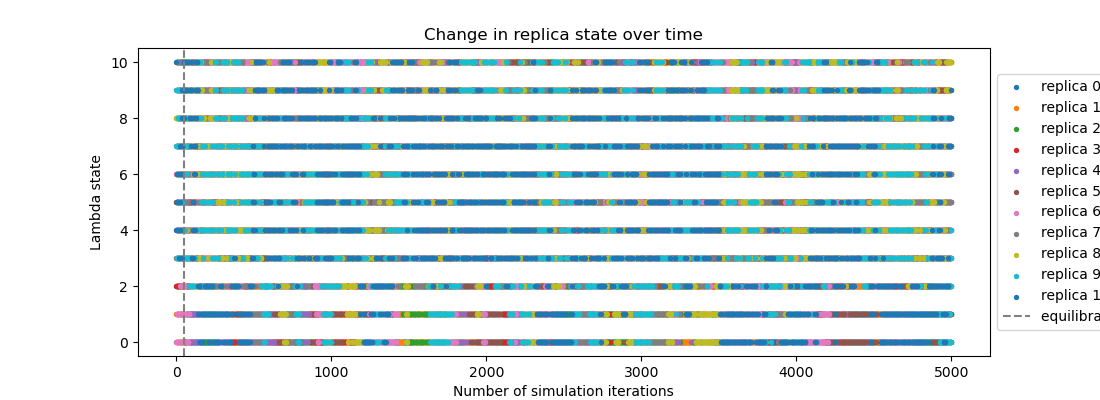 Change in replica state over time
10
8
6
4
2
0
Lambda state
0
1000
2000
3000
4000
5000
Number of simulation iterations
replica 0
replica 1
replica 2
replica 3
replica 4
replica 5
replica 6
replica 7
replica 8
replica 9
replica 1
equilibra